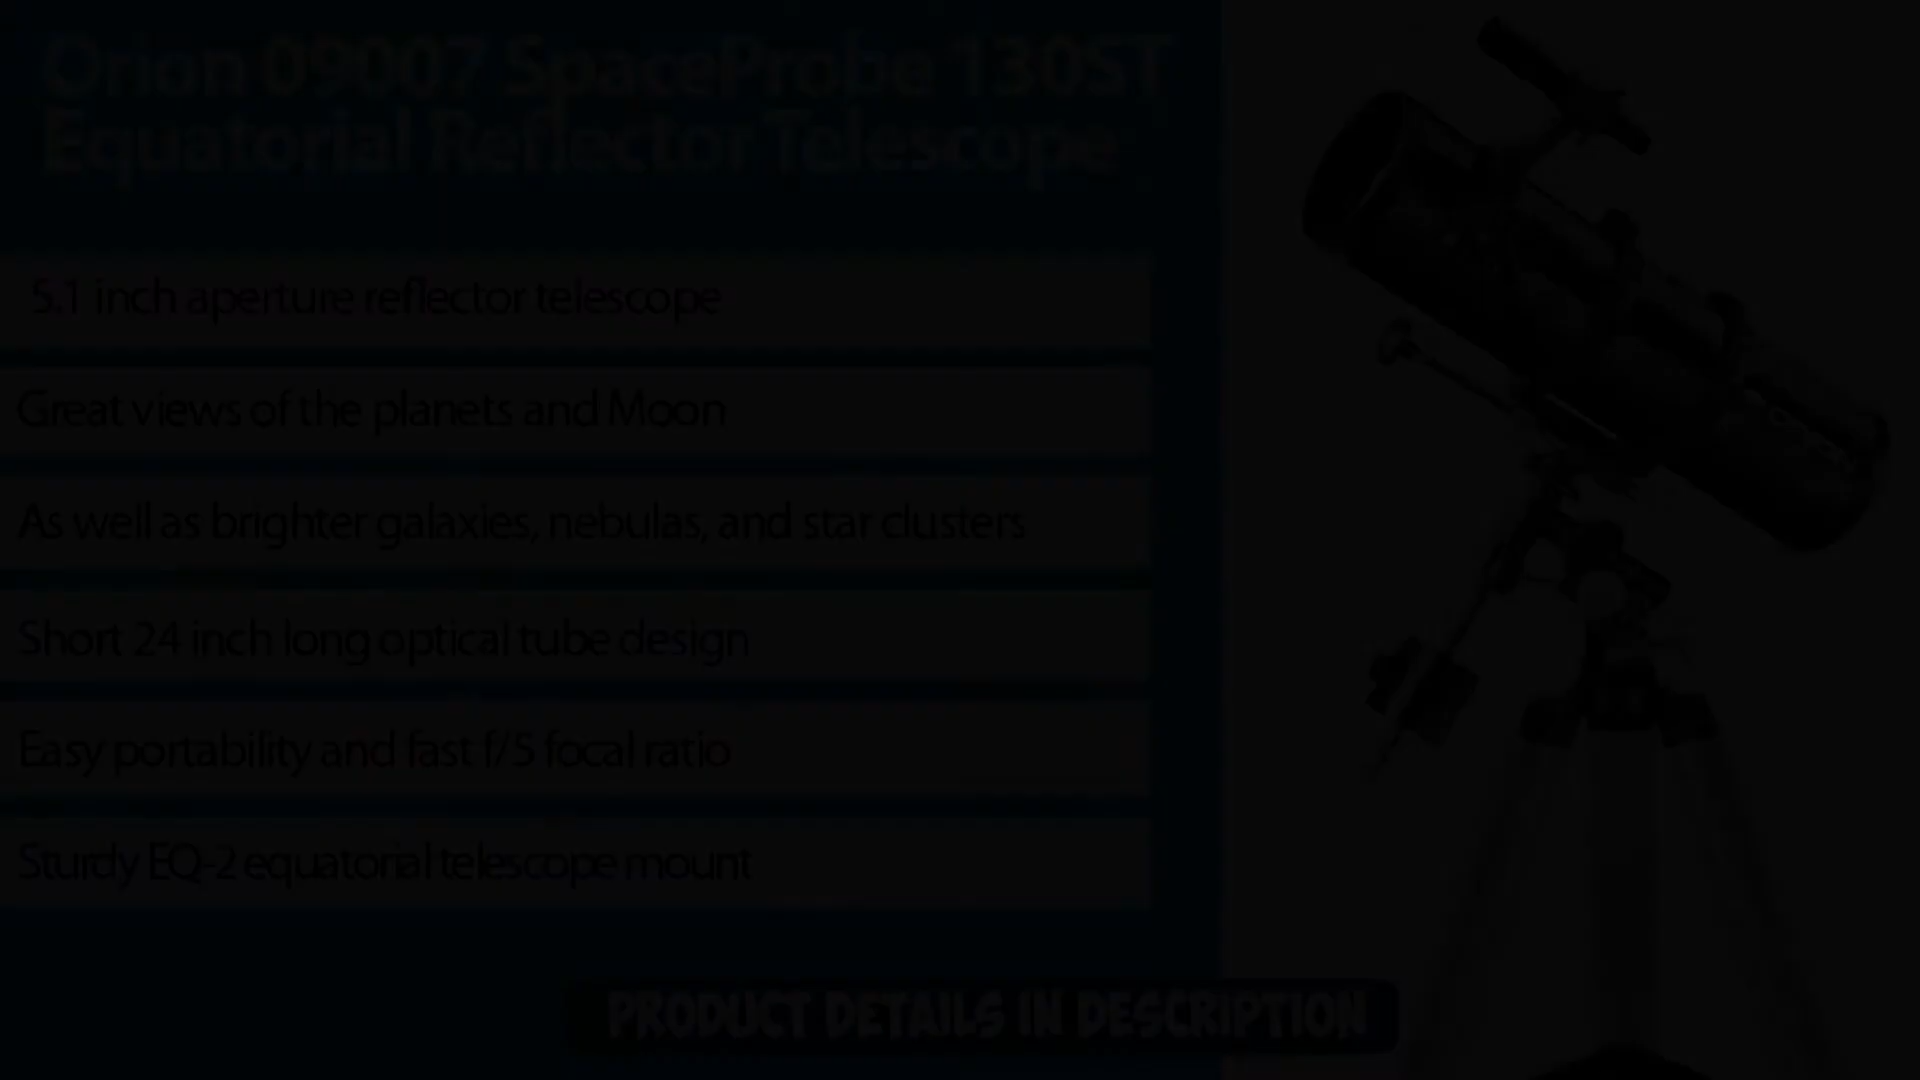 Orion 09007 SpaceProbe 130ST
Equatorial Reflector Telescope
5.1 inch aperture reflector telescope
Great views of the planets and Moon
As well as brighter galaxies, nebulas, and star clusters
Short 24 inch long optical tube design
Easy portability and fast f/5 focal ratio
Sturdy EQ-2 equatorial telescope mount
PRODUCT DETAILS IN DESCRIPTION